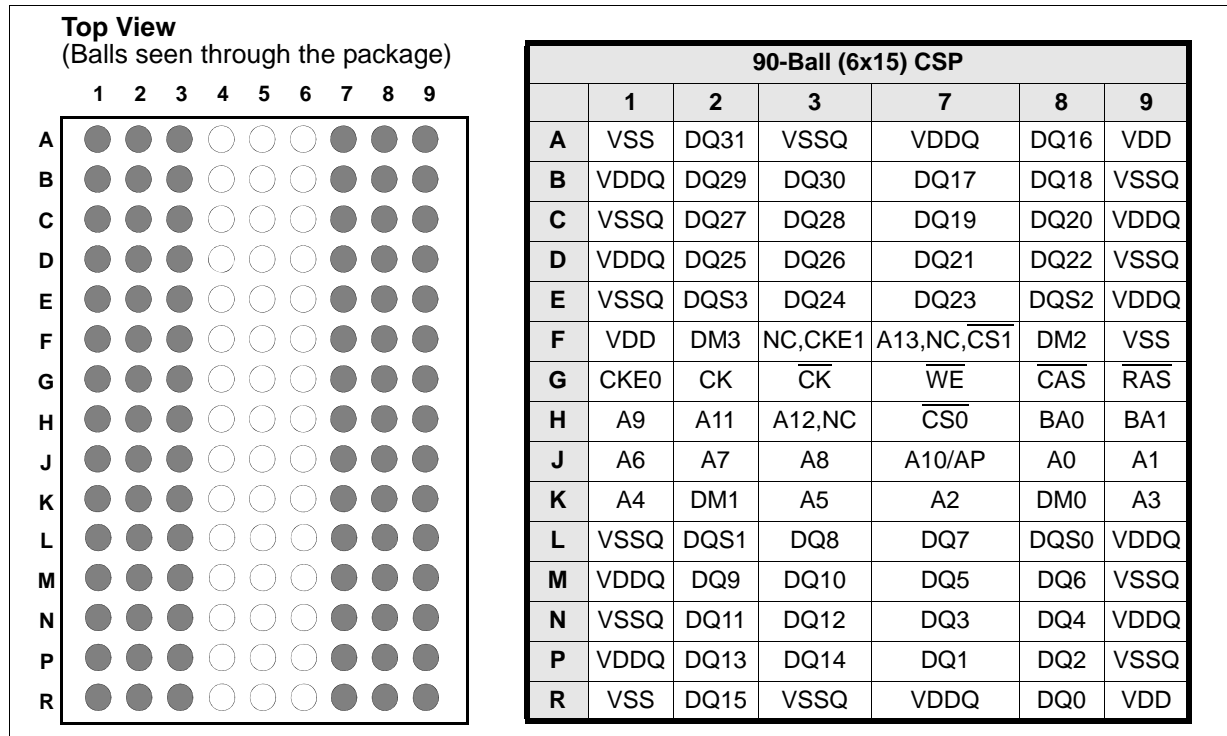 Top View
(Balls seen through the package)
1 2 3 4 5 6 7 8 9
A
B
C
D
E
F
G
H
J
K
L
M
N
P
R
90-Ball (6x15) CSP
1 2 3 7 8 9
A VSS DQ31 VSSQ VDDQ DQ16 VDD
B VDDQ DQ29 DQ30 DQ17 DQ18 VSSQ
C VSSQ DQ27 DQ28 DQ19 DQ20 VDDQ
D VDDQ DQ25 DQ26 DQ21 DQ22 VSSQ
E VSSQ DQS3 DQ24 DQ23 DQS2 VDDQ
F VDD DM3 NC,CKE1 A13,NC,C̅S̅1̅ DM2 VSS
G CKE0 CK C̅K̅ W̅E̅ C̅A̅S̅ R̅A̅S̅
H A9 A11 A12,NC C̅S̅0̅ BA0 BA1
J A6 A7 A8 A10/AP A0 A1
K A4 DM1 A5 A2 DM0 A3
L VSSQ DQS1 DQ8 DQ7 DQS0 VDDQ
M VDDQ DQ9 DQ10 DQ5 DQ6 VSSQ
N VSSQ DQ11 DQ12 DQ3 DQ4 VDDQ
P VDDQ DQ13 DQ14 DQ1 DQ2 VSSQ
R VSS DQ15 VSSQ VDDQ DQ0 VDD